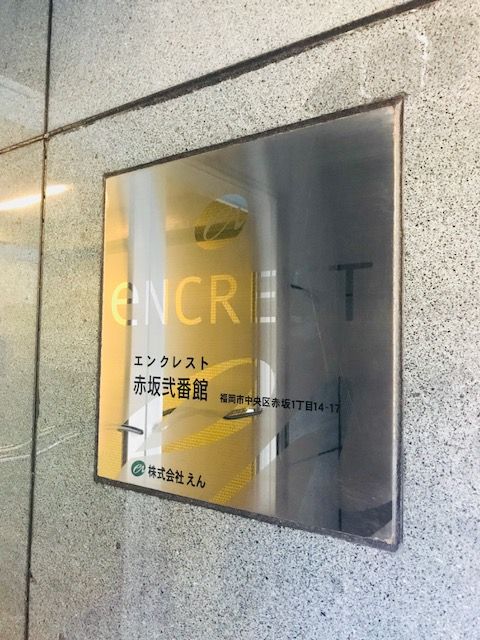 eNCREST
エンクレスト
赤坂弐番館
福岡市中央区赤坂1丁目14-17
株式会社 えん